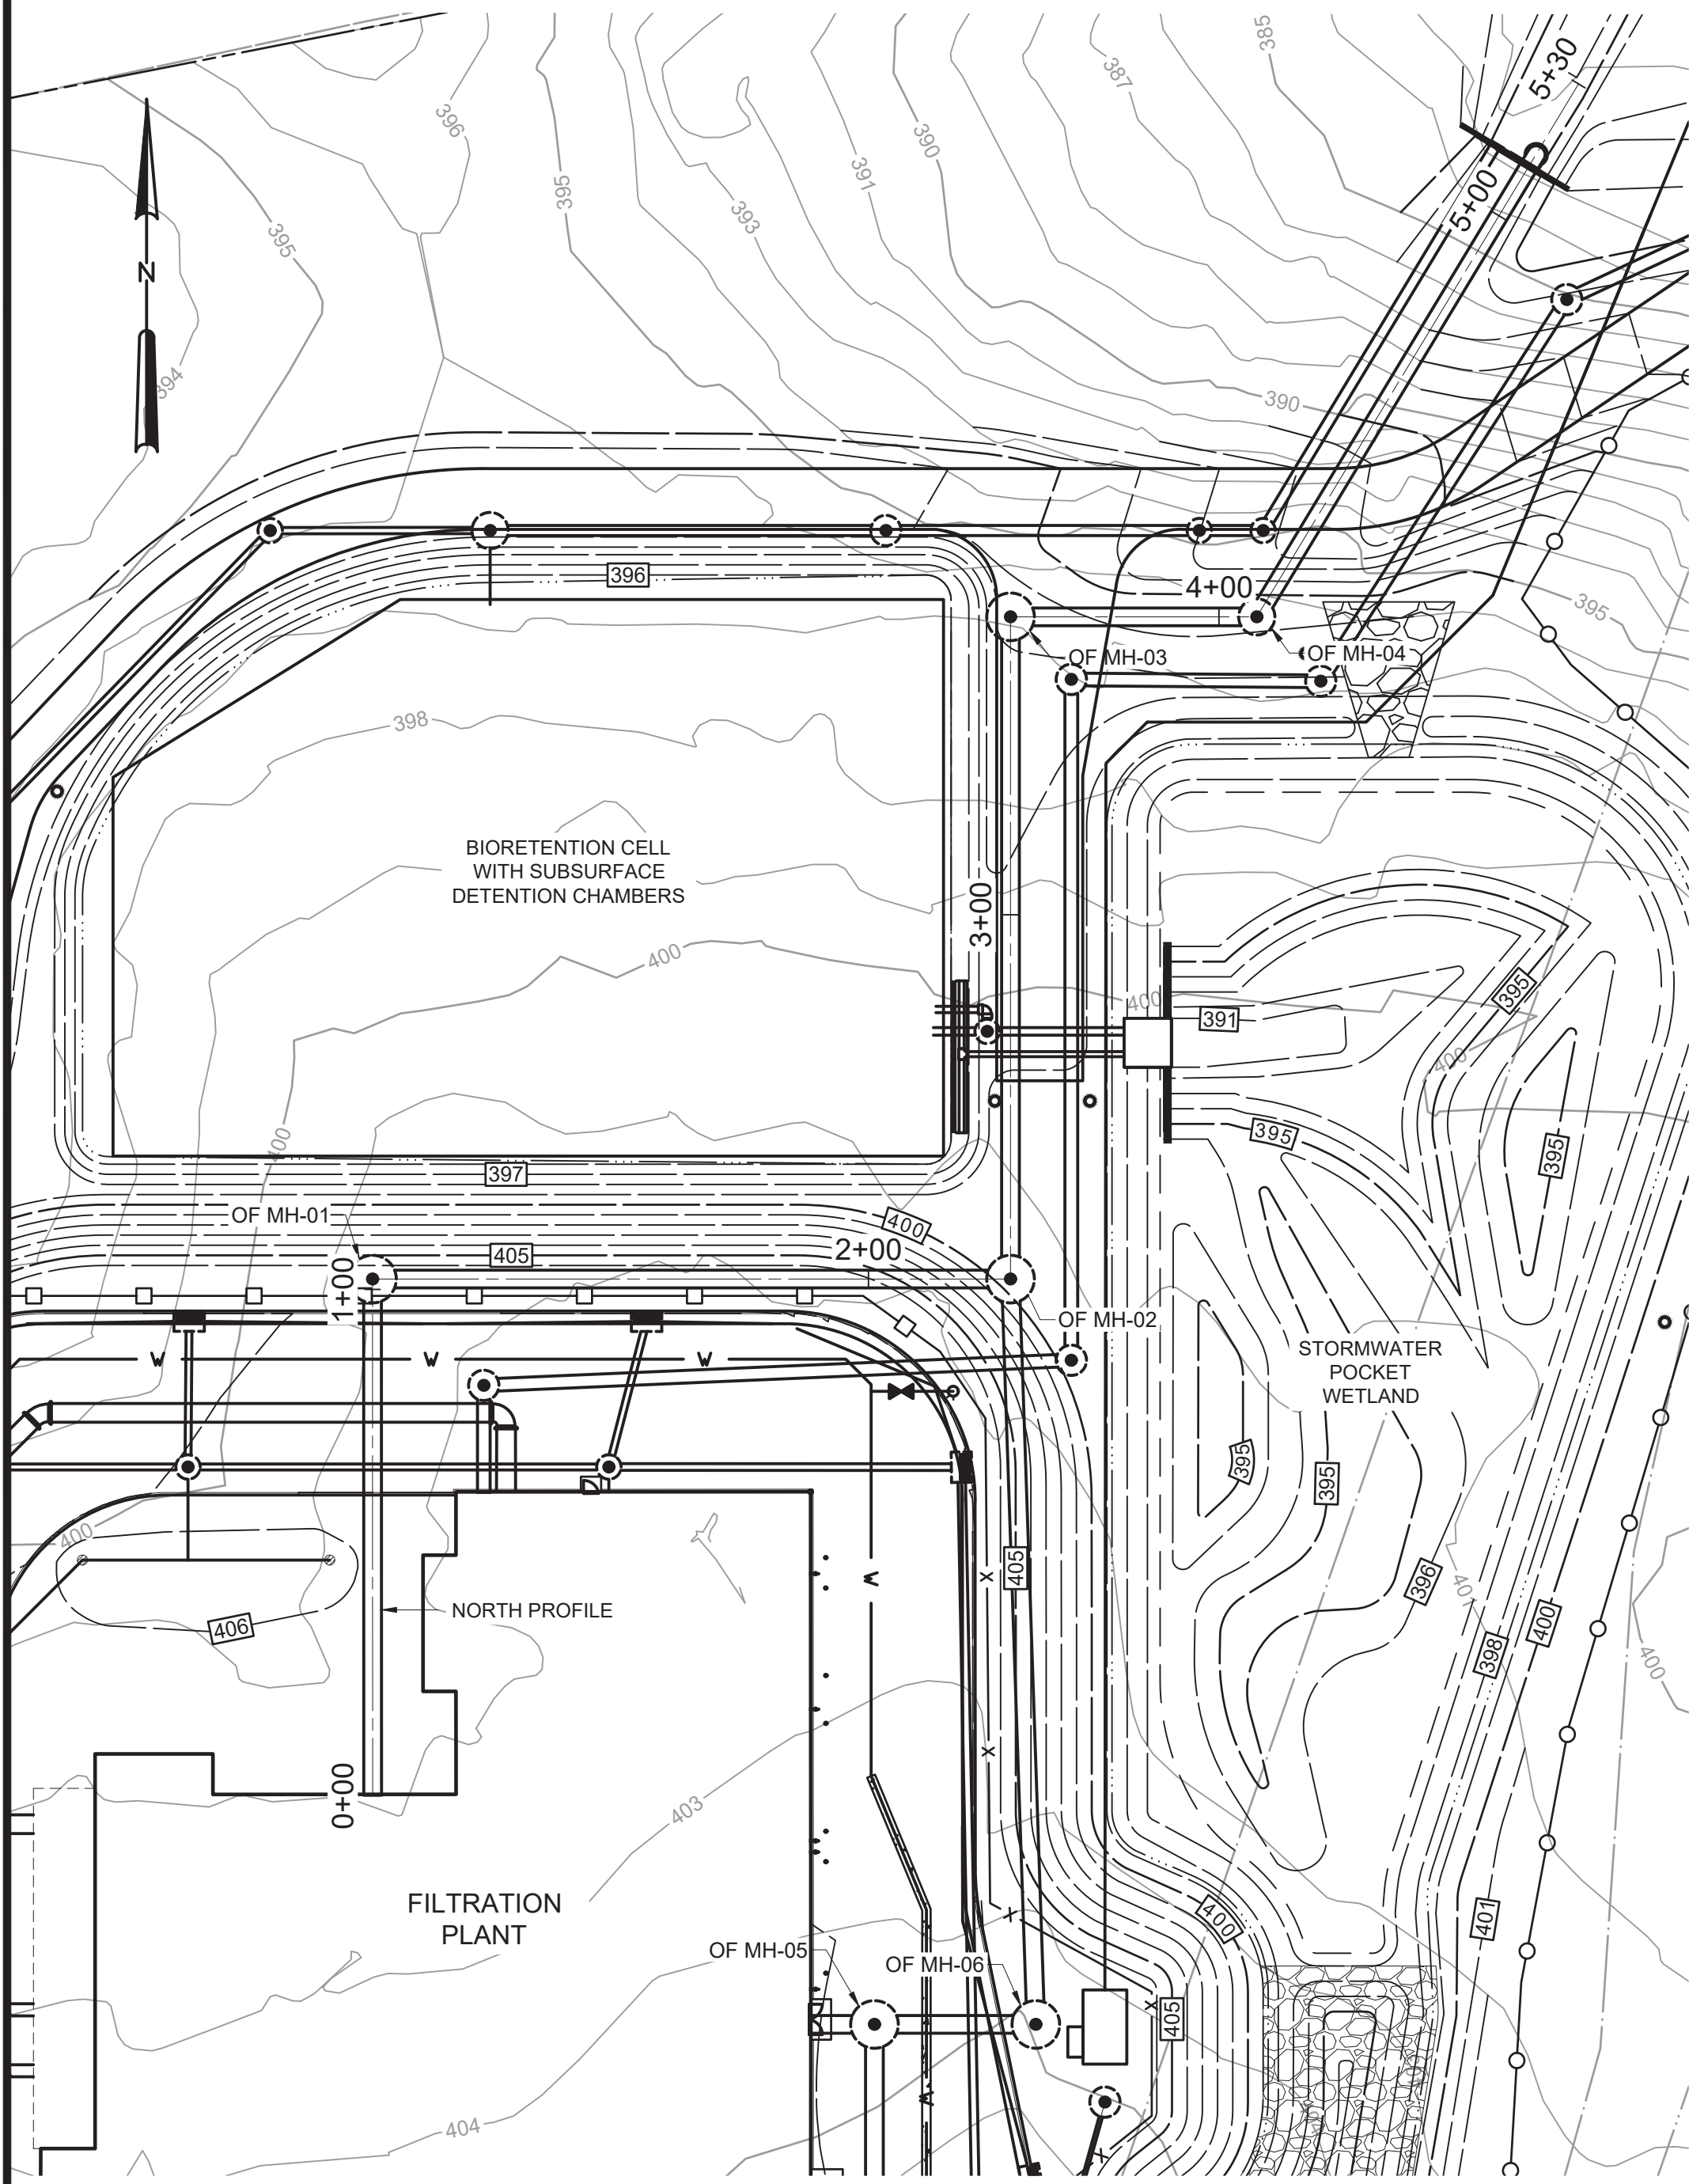 385
5+30
387
396
390
391
5+00
395
393
395
N
394
390
396
4+00
395
OF MH-03
OF MH-04
398
BIORETENTION CELL
WITH SUBSURFACE
DETENTION CHAMBERS
3+00
400
400
391
395
400
395
395
400
397
OF MH-01
400
405
2+00
1+00
OF MH-02
W
W
W
STORMWATER
POCKET
WETLAND
395
395
400
405
X
W
396
401
NORTH PROFILE
406
400
398
400
X
0+00
403
FILTRATION
PLANT
X
400
401
OF MH-05
OF MH-06
X
405
W
404
X